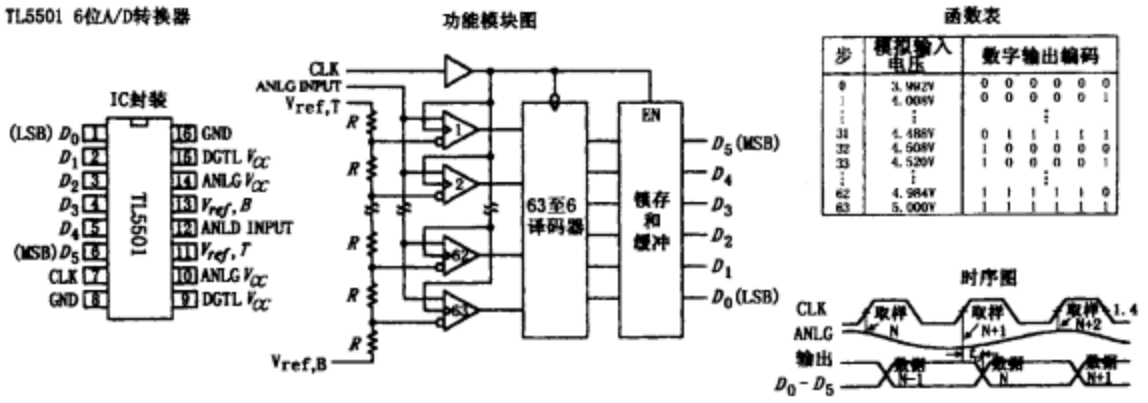 TL5501 6位A/D转换器
IC封装
(LSB) D₀ 1 16 GND
D₁ 2 15 DGTL V_CC
D₂ 3 14 ANLG V_CC
D₃ 4 13 V_ref, B
D₄ 5 12 ANLD INPUT
(MSB) D₅ 6 11 V_ref, T
CLK 7 10 ANLG V_CC
GND 8 9 DGTL V_CC
TL5501
功能模块图
CLK
ANLG INPUT
V_ref,T
R
R
R
R
R
V_ref,B
1
2
62
63
63至6
译码器
EN
锁存
和
缓冲
D₅ (MSB)
D₄
D₃
D₂
D₁
D₀ (LSB)
函数表
步 模拟输入电压 数字输出编码
0 3.992V 0 0 0 0 0 0
1 4.008V 0 0 0 0 0 1
⋮ ⋮ ⋮
31 4.488V 0 1 1 1 1 1
32 4.508V 1 0 0 0 0 0
33 4.520V 1 0 0 0 0 1
⋮ ⋮ ⋮
62 4.984V 1 1 1 1 1 0
63 5.000V 1 1 1 1 1 1
时序图
CLK 取样 取样 取样 1.4
ANLG N N+1 N+2
输出 数据 数据 数据
D₀ - D₅ N-1 N N+1